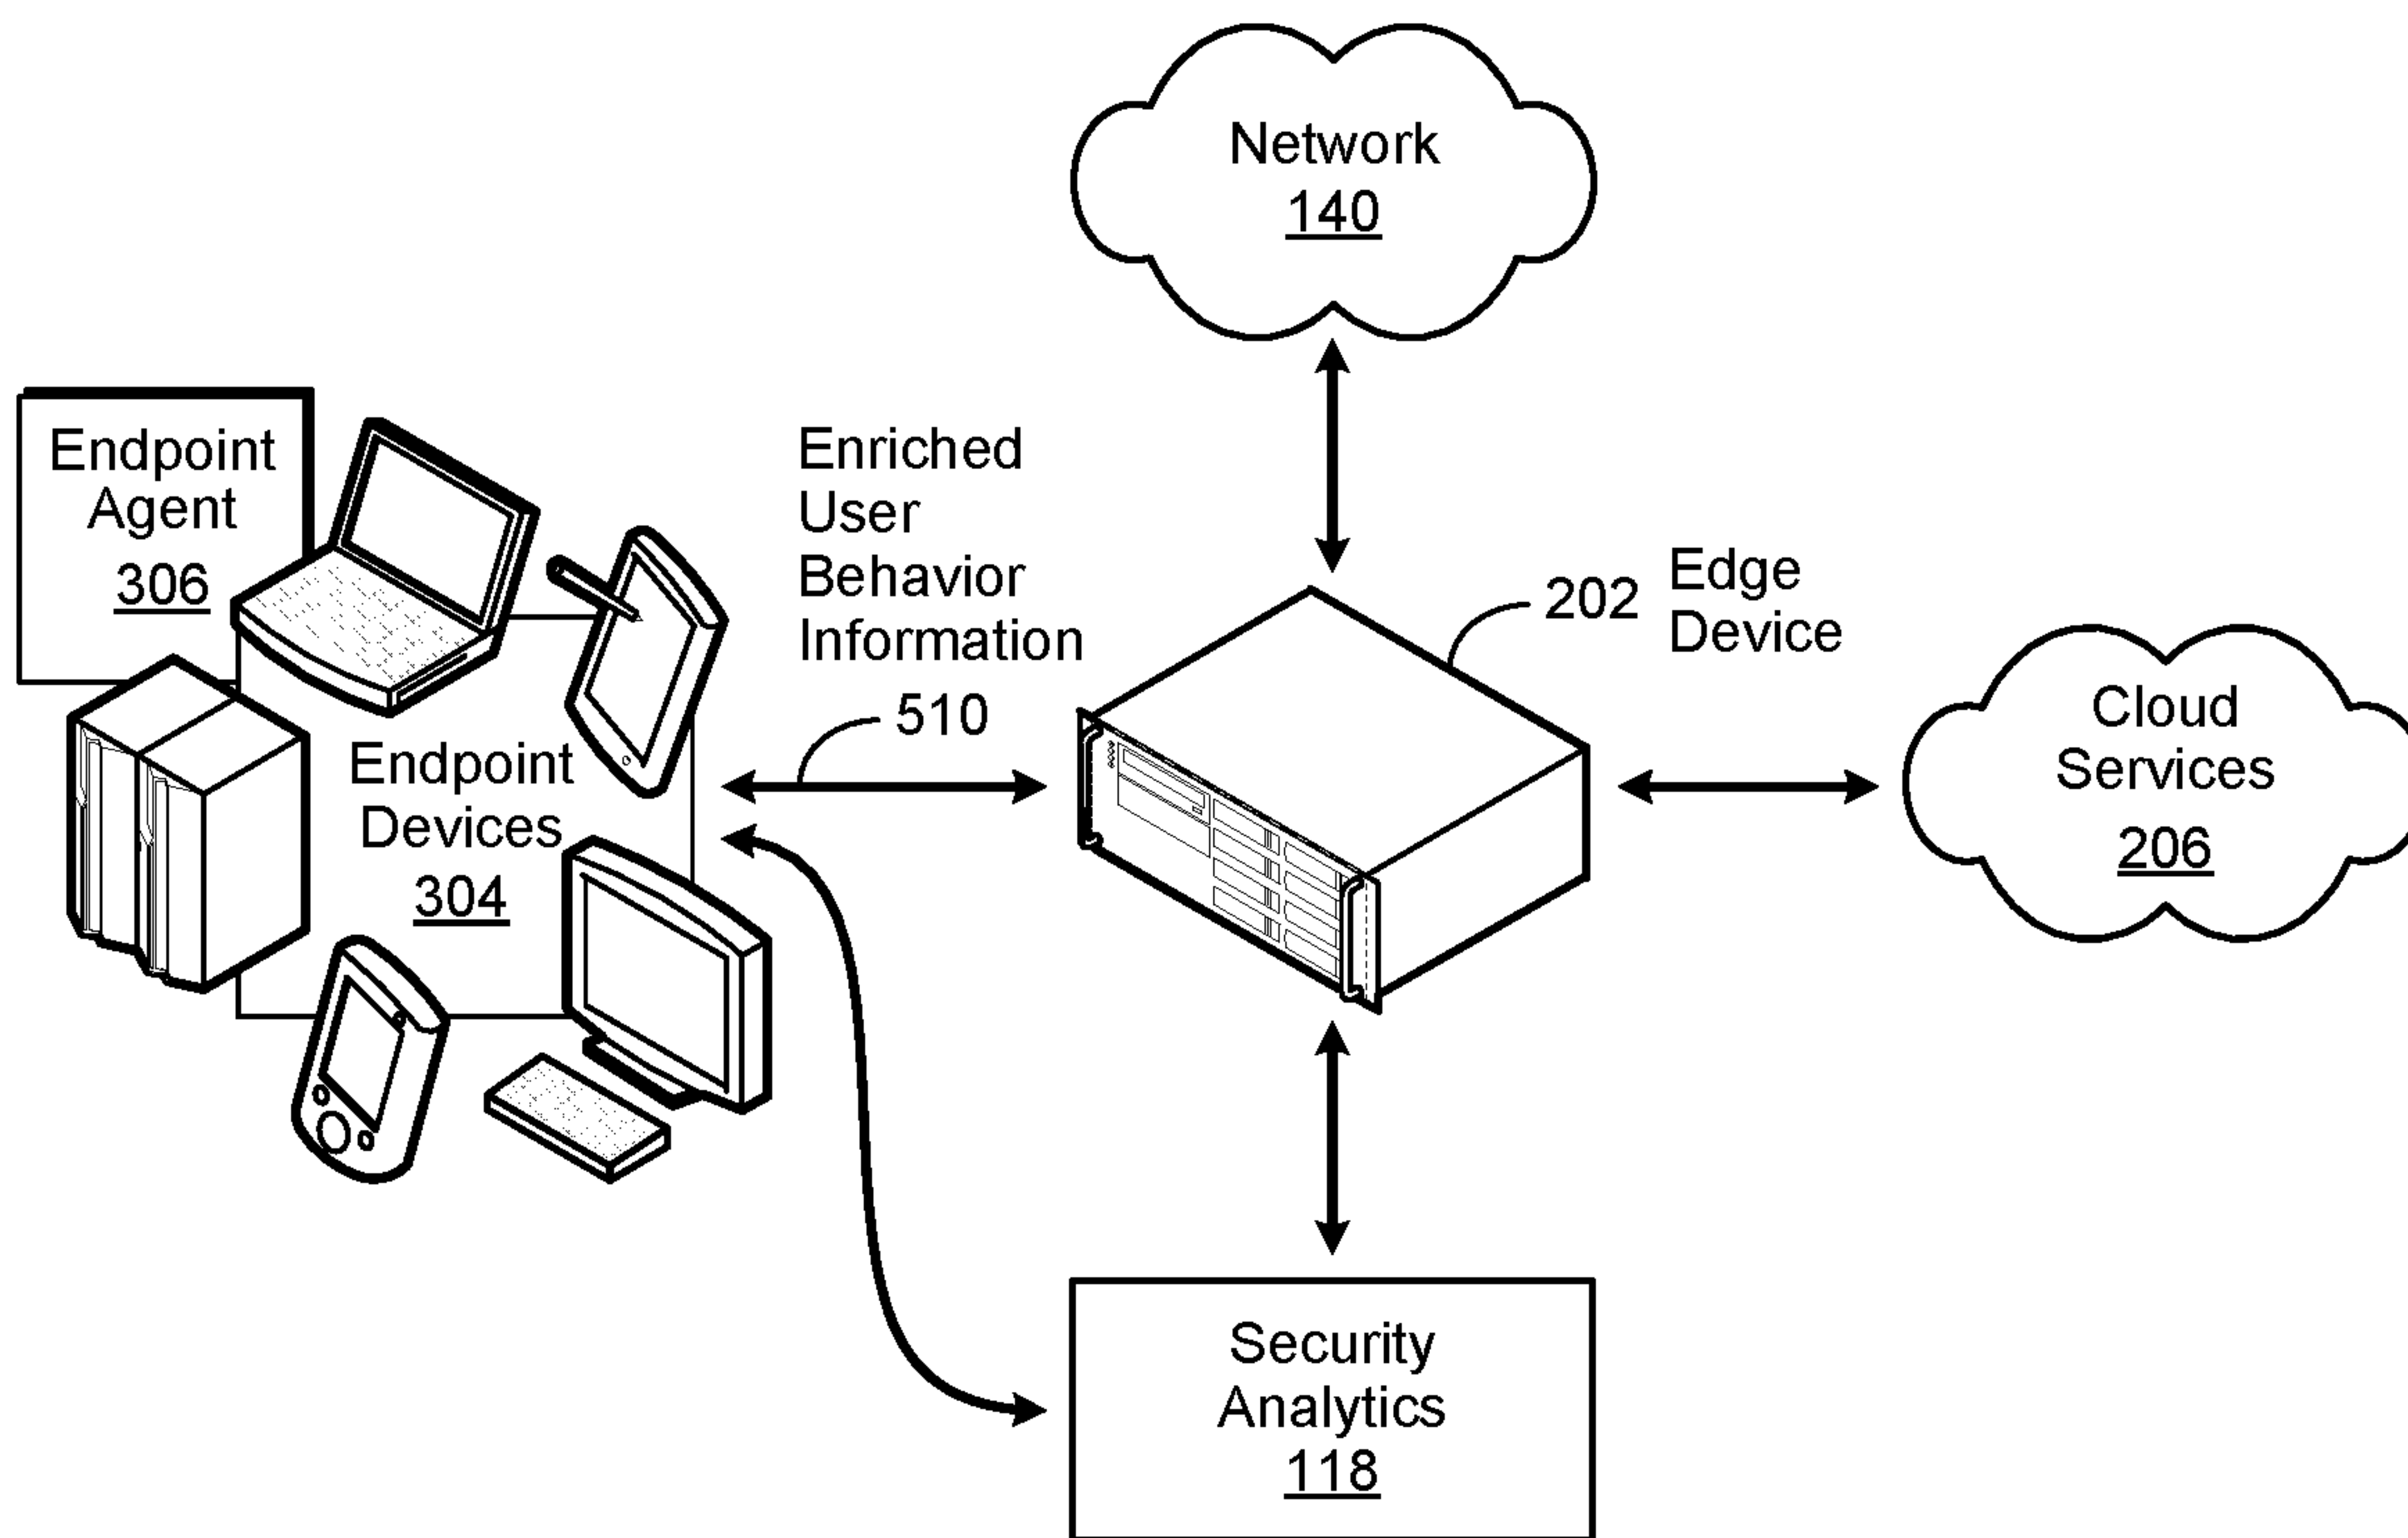 Network
140
Endpoint
Agent
306
Enriched
User
Behavior
Information
510
202
Edge
Device
Endpoint
Devices
304
Cloud
Services
206
Security
Analytics
118